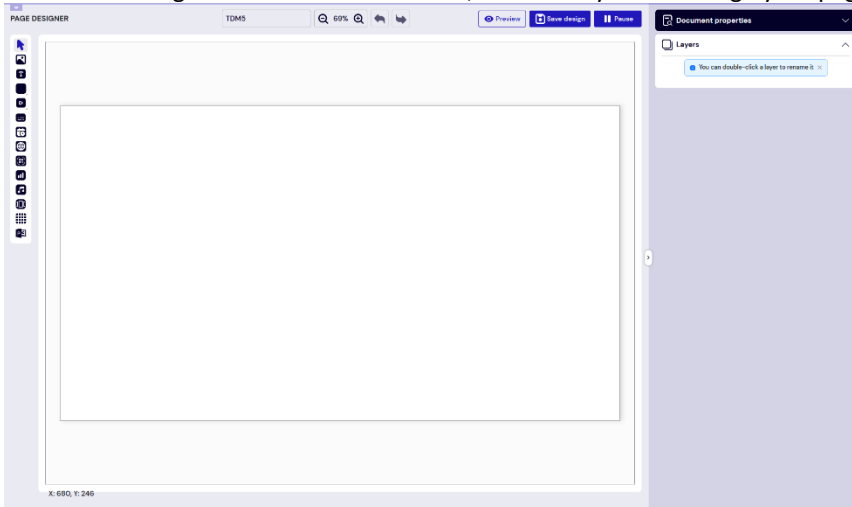 PAGE DESIGNER
TDM5
69%
Preview
Save design
Pause
Document properties
Layers
You can double-click a layer to rename it
X: 680, Y: 246